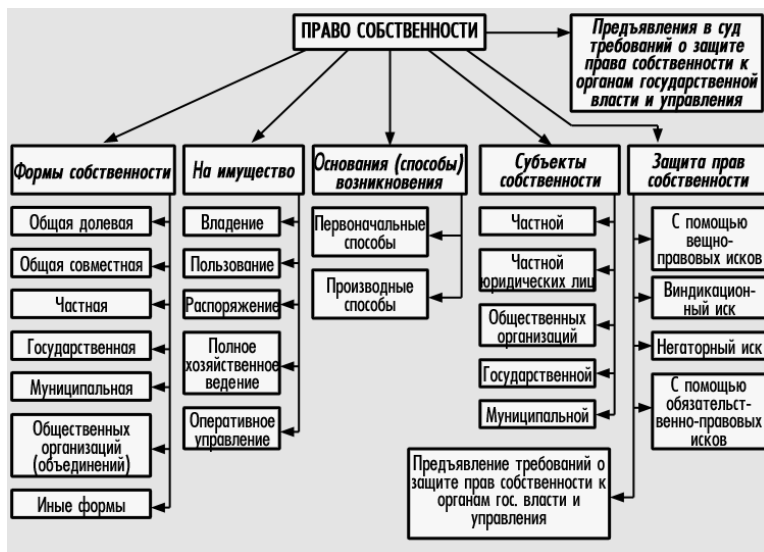 ПРАВО СОБСТВЕННОСТИ
Предъявления в суд
требований о защите
права собственности к
органам государственной
власти и управления
Формы собственности
Общая долевая
Общая совместная
Частная
Государственная
Муниципальная
Общественных
организаций
(объединений)
Иные формы
На имущество
Владение
Пользование
Распоряжение
Полное
хозяйственное
ведение
Оперативное
управление
Основания (способы)
возникновения
Первоначальные
способы
Производные
способы
Субъекты
собственности
Частной
Частной
юридических лиц
Общественных
организаций
Государственной
Муниципальной
Защита прав
собственности
С помощью
вещно-
правовых исков
Виндикацион-
ный иск
Негаторный иск
С помощью
обязательст-
венно-правовых
исков
Предъявление требований о
защите прав собственности к
органам гос. власти и
управления